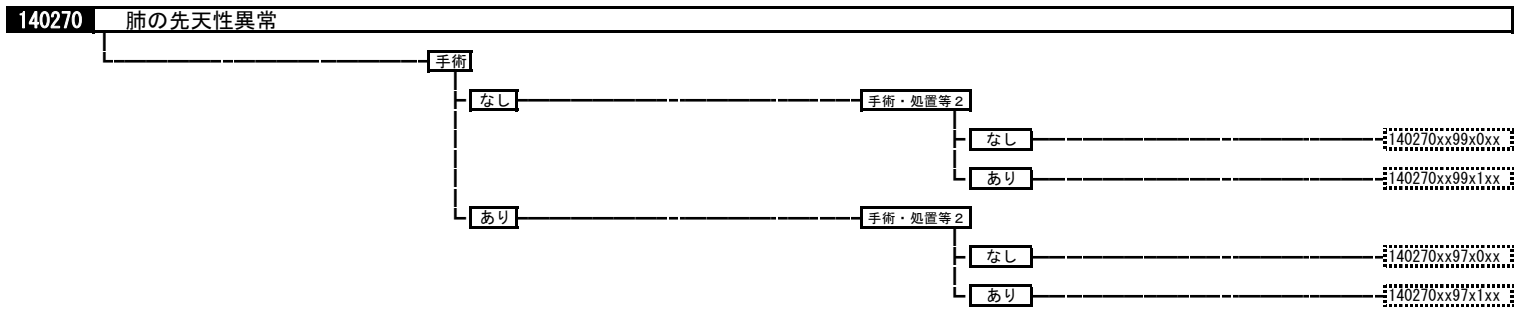 140270 肺の先天性異常
手術
なし 手術・処置等２
なし 140270xx99x0xx
あり 140270xx99x1xx
あり 手術・処置等２
なし 140270xx97x0xx
あり 140270xx97x1xx